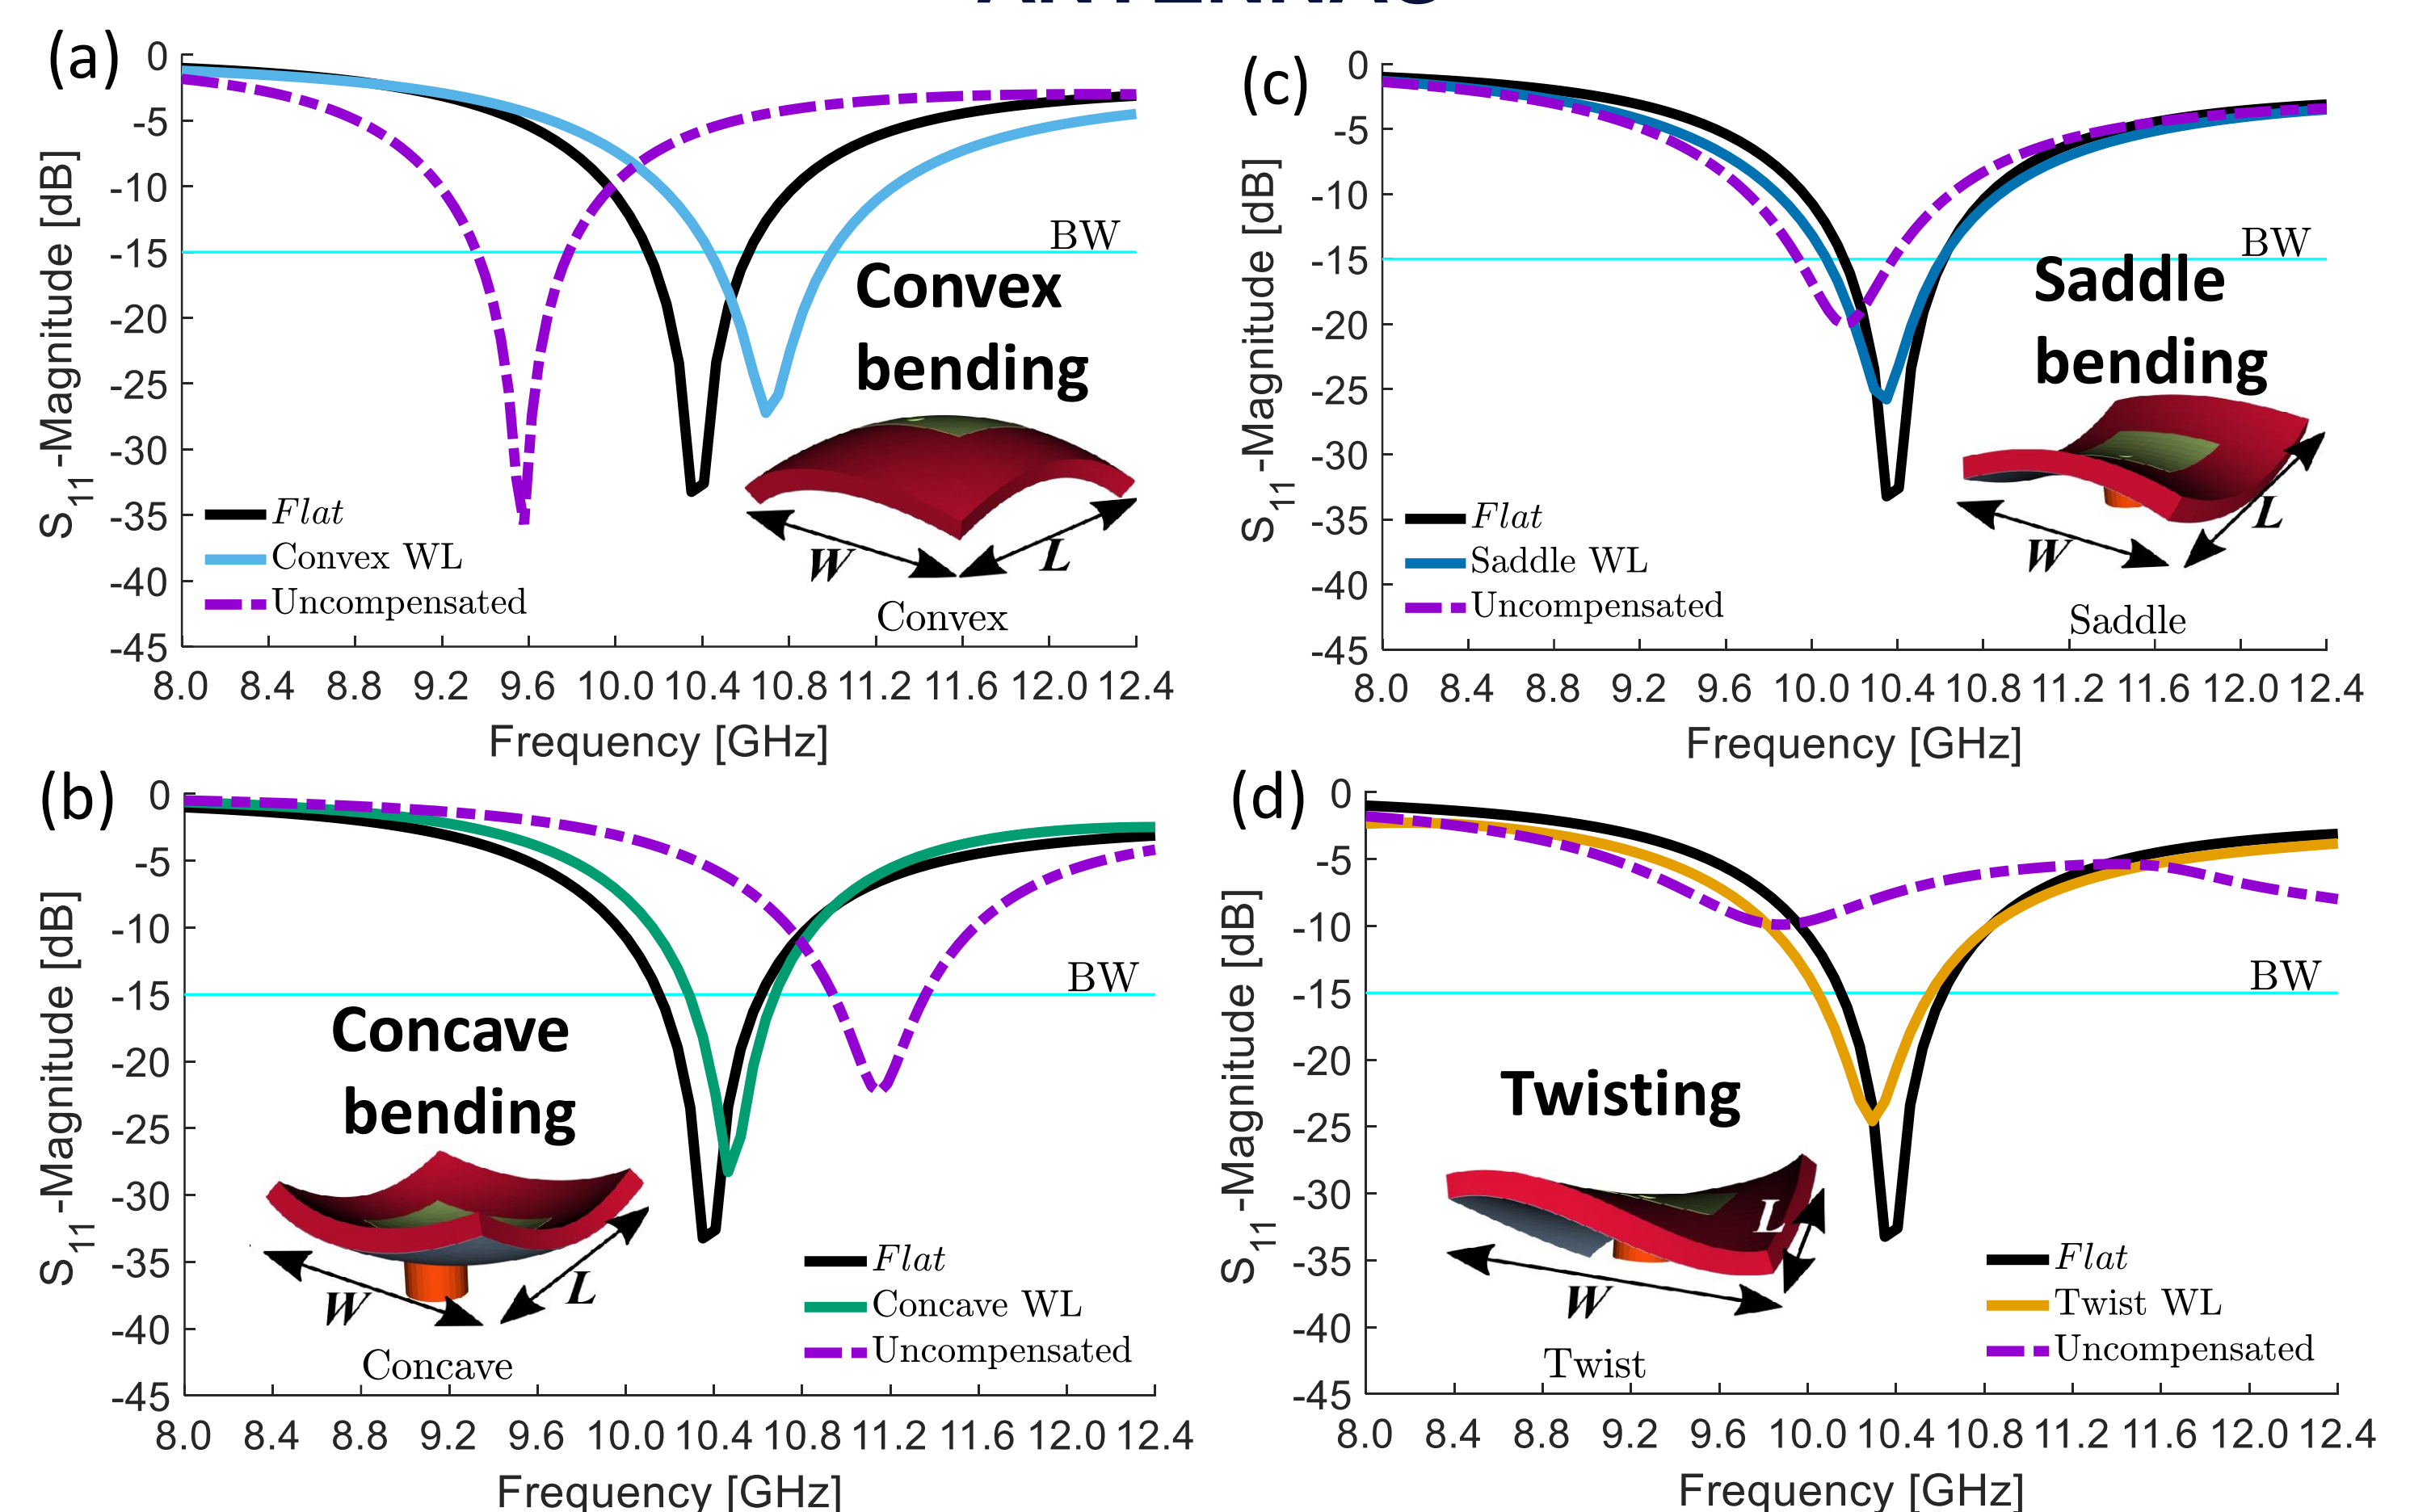 ANTENNAS
(a)
0
-5
-10
-15
-20
-25
-30
-35
-40
-45
S11-Magnitude [dB]
BW
Convex
bending
Flat
Convex WL
Uncompensated
W
L
Convex
8.0 8.4 8.8 9.2 9.6 10.0 10.4 10.8 11.2 11.6 12.0 12.4
Frequency [GHz]
(c)
0
-5
-10
-15
-20
-25
-30
-35
-40
-45
S11-Magnitude [dB]
BW
Saddle
bending
Flat
Saddle WL
Uncompensated
W
L
Saddle
8.0 8.4 8.8 9.2 9.6 10.0 10.4 10.8 11.2 11.6 12.0 12.4
Frequency [GHz]
(b)
0
-5
-10
-15
-20
-25
-30
-35
-40
-45
S11-Magnitude [dB]
BW
Concave
bending
W
L
Concave
Flat
Concave WL
Uncompensated
8.0 8.4 8.8 9.2 9.6 10.0 10.4 10.8 11.2 11.6 12.0 12.4
Frequency [GHz]
(d)
0
-5
-10
-15
-20
-25
-30
-35
-40
-45
S11-Magnitude [dB]
BW
Twisting
L
W
Twist
Flat
Twist WL
Uncompensated
8.0 8.4 8.8 9.2 9.6 10.0 10.4 10.8 11.2 11.6 12.0 12.4
Frequency [GHz]